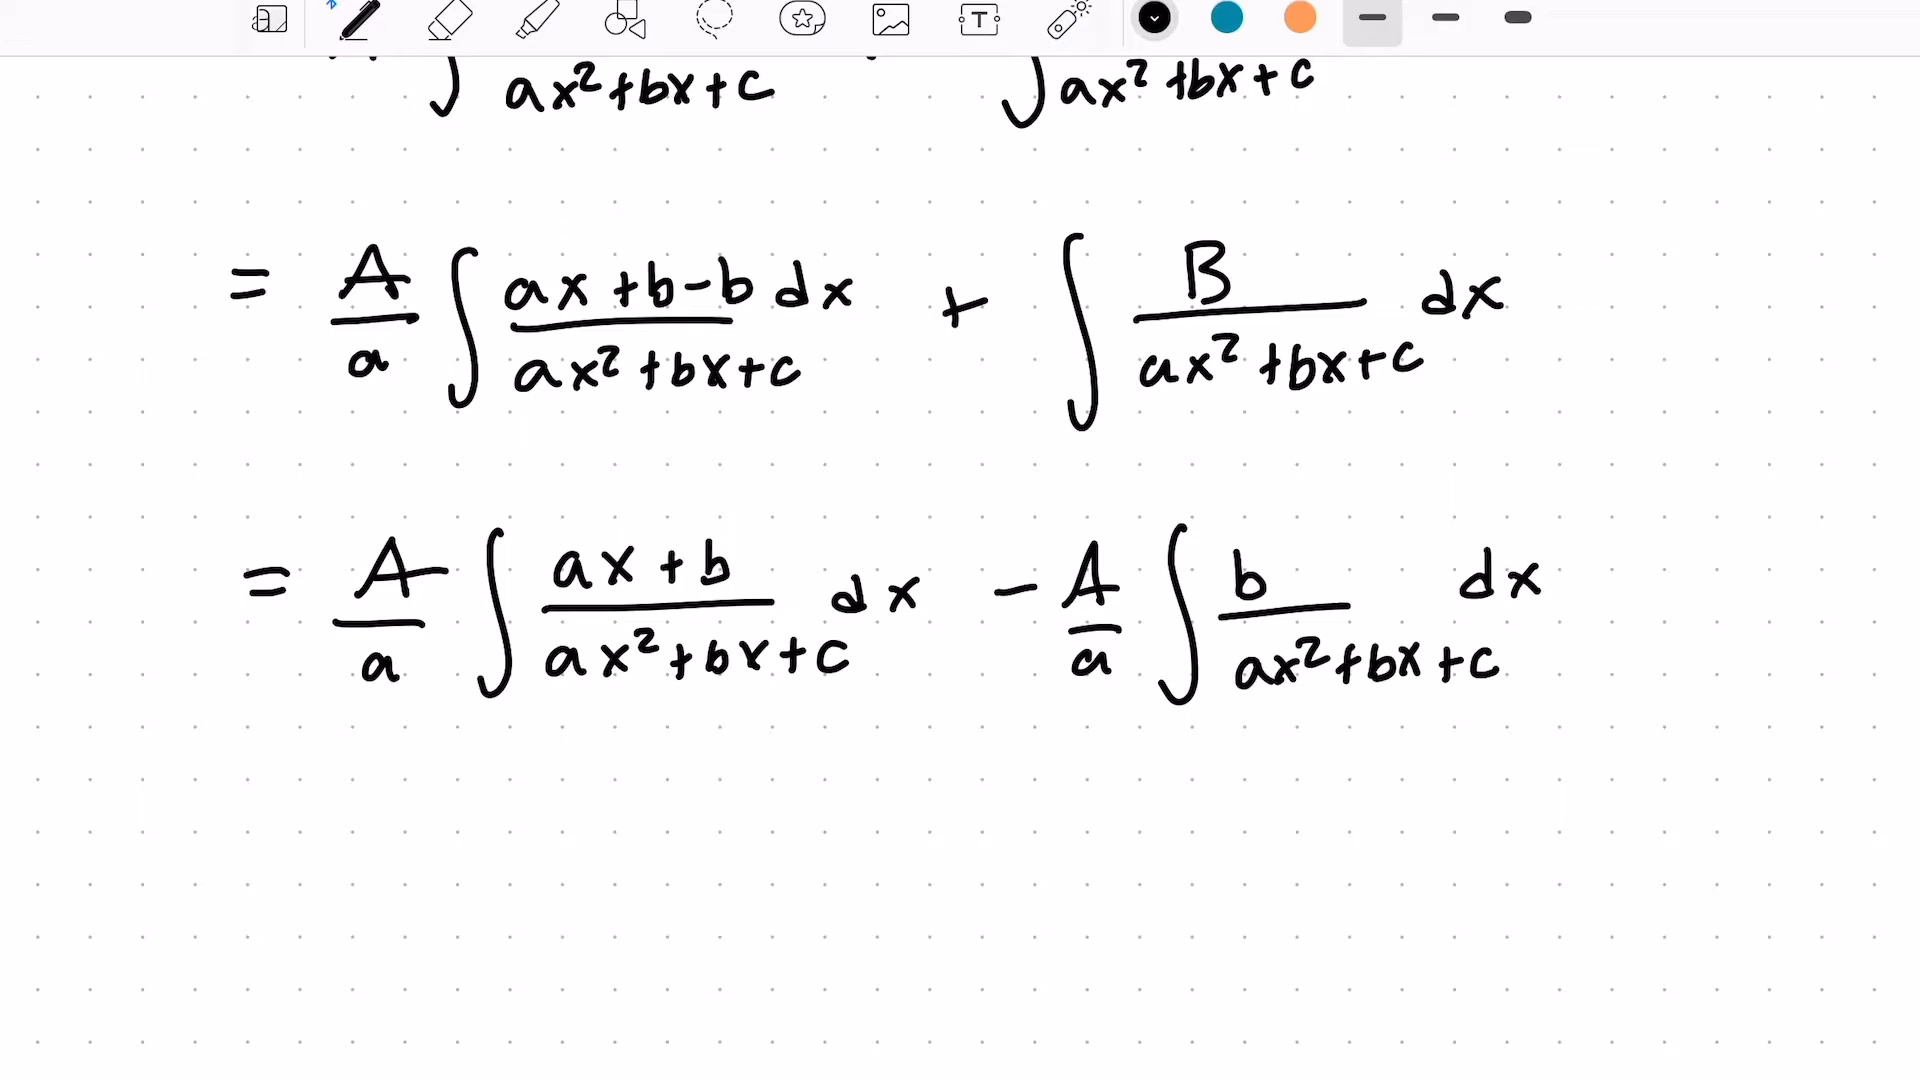 ∫ ax²+bx+c ∫ ax²+bx+c
= A/a ∫ (ax+b-b dx)/(ax²+bx+c) + ∫ B/(ax²+bx+c) dx
= A/a ∫ (ax+b)/(ax²+bx+c) dx - A/a ∫ b/(ax²+bx+c) dx